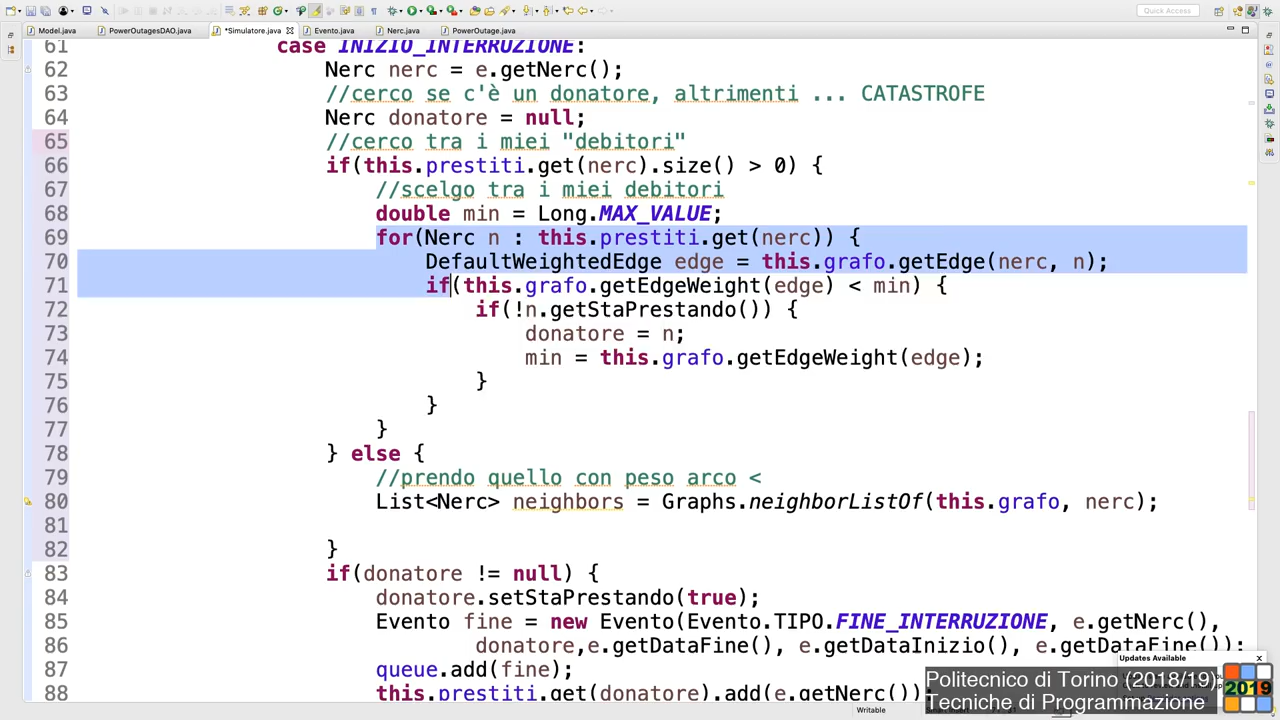 Quick Access
Model.java
PowerOutagesDAO.java
*Simulatore.java
Evento.java
Nerc.java
PowerOutage.java
61 case INIZIO_INTERRUZIONE:
62 Nerc nerc = e.getNerc();
63 //cerco se c'è un donatore, altrimenti ... CATASTROFE
64 Nerc donatore = null;
65 //cerco tra i miei "debitori"
66 if(this.prestiti.get(nerc).size() > 0) {
67 //scelgo tra i miei debitori
68 double min = Long.MAX_VALUE;
69 for(Nerc n : this.prestiti.get(nerc)) {
70 DefaultWeightedEdge edge = this.grafo.getEdge(nerc, n);
71 if(this.grafo.getEdgeWeight(edge) < min) {
72 if(!n.getStaPrestando()) {
73 donatore = n;
74 min = this.grafo.getEdgeWeight(edge);
75 }
76 }
77 }
78 } else {
79 //prendo quello con peso arco <
80 List<Nerc> neighbors = Graphs.neighborListOf(this.grafo, nerc);
81
82 }
83 if(donatore != null) {
84 donatore.setStaPrestando(true);
85 Evento fine = new Evento(Evento.TIPO.FINE_INTERRUZIONE, e.getNerc(),
86 donatore,e.getDataFine(), e.getDataInizio(), e.getDataFine());
87 queue.add(fine);
88 this.prestiti.get(donatore).add(e.getNerc());
Updates Available
Politecnico di Torino (2018/19)
Tecniche di Programmazione
2019
Writable